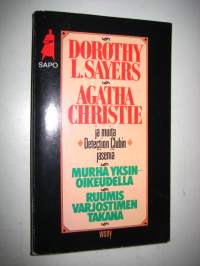 SAPO
DOROTHY
L. SAYERS
AGATHA
CHRISTIE
ja muita
Detection Clubin
jäseniä
MURHA YKSIN-
OIKEUDELLA
RUUMIS
VARJOSTIMEN
TAKANA
wsoy